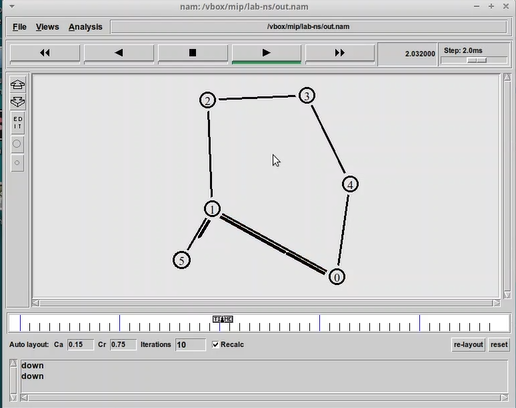 nam: /vbox/mip/lab-ns/out.nam
File Views Analysis /vbox/mip/lab-ns/out.nam
2.032000 Step: 2.0ms
E D
I T
2 3
4
1
5
0
TIME
Auto layout: Ca 0.15 Cr 0.75 Iterations 10 Recalc re-layout reset
down
down